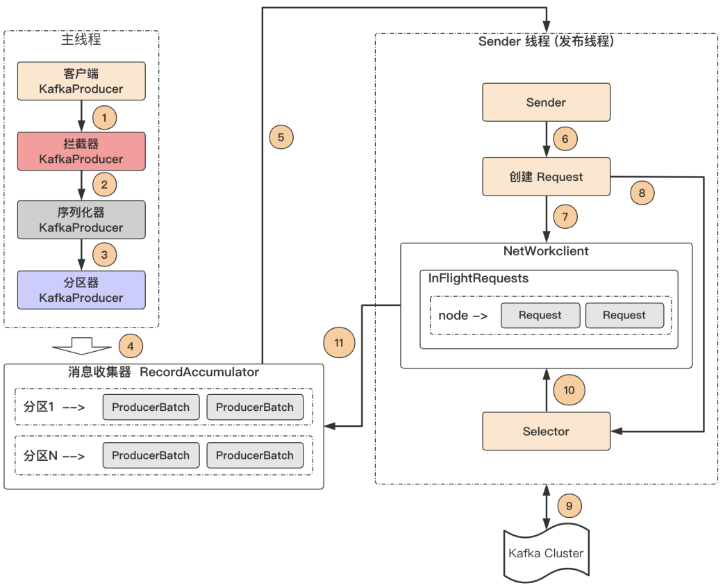 主线程
客户端
KafkaProducer
1
拦截器
KafkaProducer
2
序列化器
KafkaProducer
3
分区器
KafkaProducer
4
消息收集器 RecordAccumulator
分区1 --> ProducerBatch ProducerBatch
分区N --> ProducerBatch ProducerBatch
5
Sender 线程 (发布线程)
Sender
6
创建 Request
7
8
NetWorkclient
InFlightRequests
node -> Request Request
11
10
Selector
9
Kafka Cluster